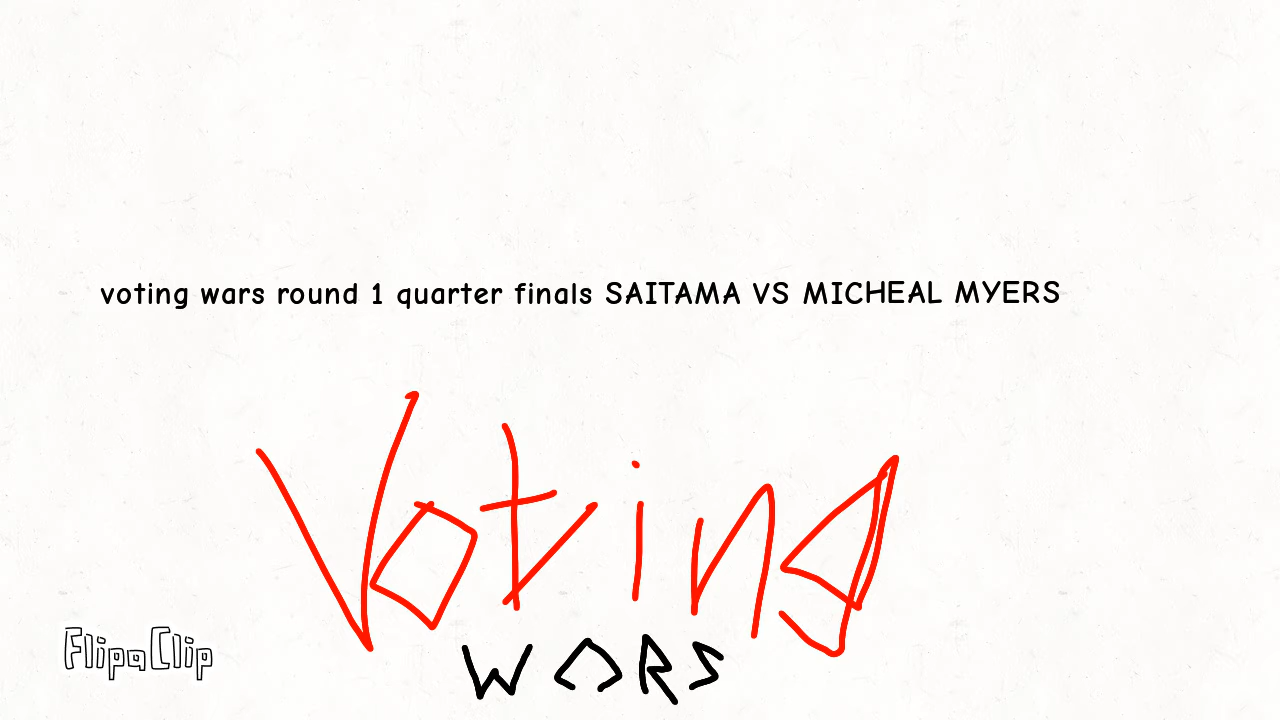 voting wars round 1 quarter finals SAITAMA VS MICHEAL MYERS
Voting
WARS
FlipaClip